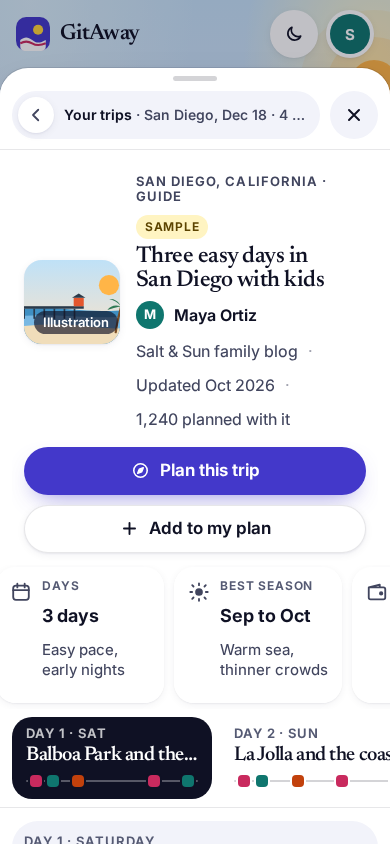 GitAway
S
Your trips · San Diego, Dec 18 · 4 ...
SAN DIEGO, CALIFORNIA ·
GUIDE
SAMPLE
Three easy days in
San Diego with kids
Illustration
M Maya Ortiz
Salt & Sun family blog ·
Updated Oct 2026 ·
1,240 planned with it
Plan this trip
Add to my plan
DAYS
3 days
Easy pace,
early nights
BEST SEASON
Sep to Oct
Warm sea,
thinner crowds
DAY 1 · SAT
Balboa Park and the...
DAY 2 · SUN
La Jolla and the coas
DAY 1 · SATURDAY